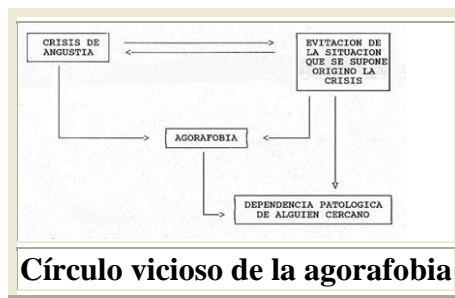 CRISIS DE
ANGUSTIA
EVITACION DE
LA SITUACION
QUE SE SUPONE
ORIGINO LA
CRISIS
AGORAFOBIA
DEPENDENCIA PATOLOGICA
DE ALGUIEN CERCANO
Círculo vicioso de la agorafobia